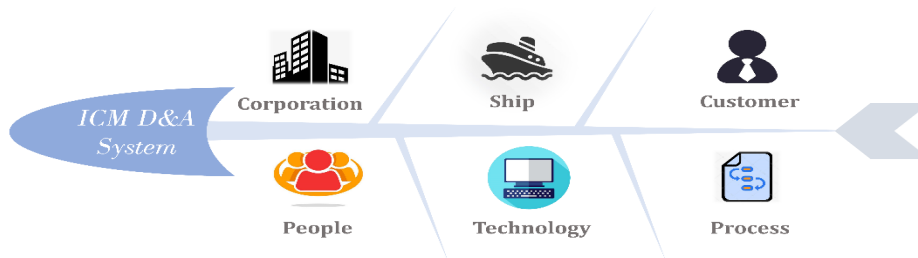 ICM D&A
System
Corporation
Ship
Customer
People
Technology
Process